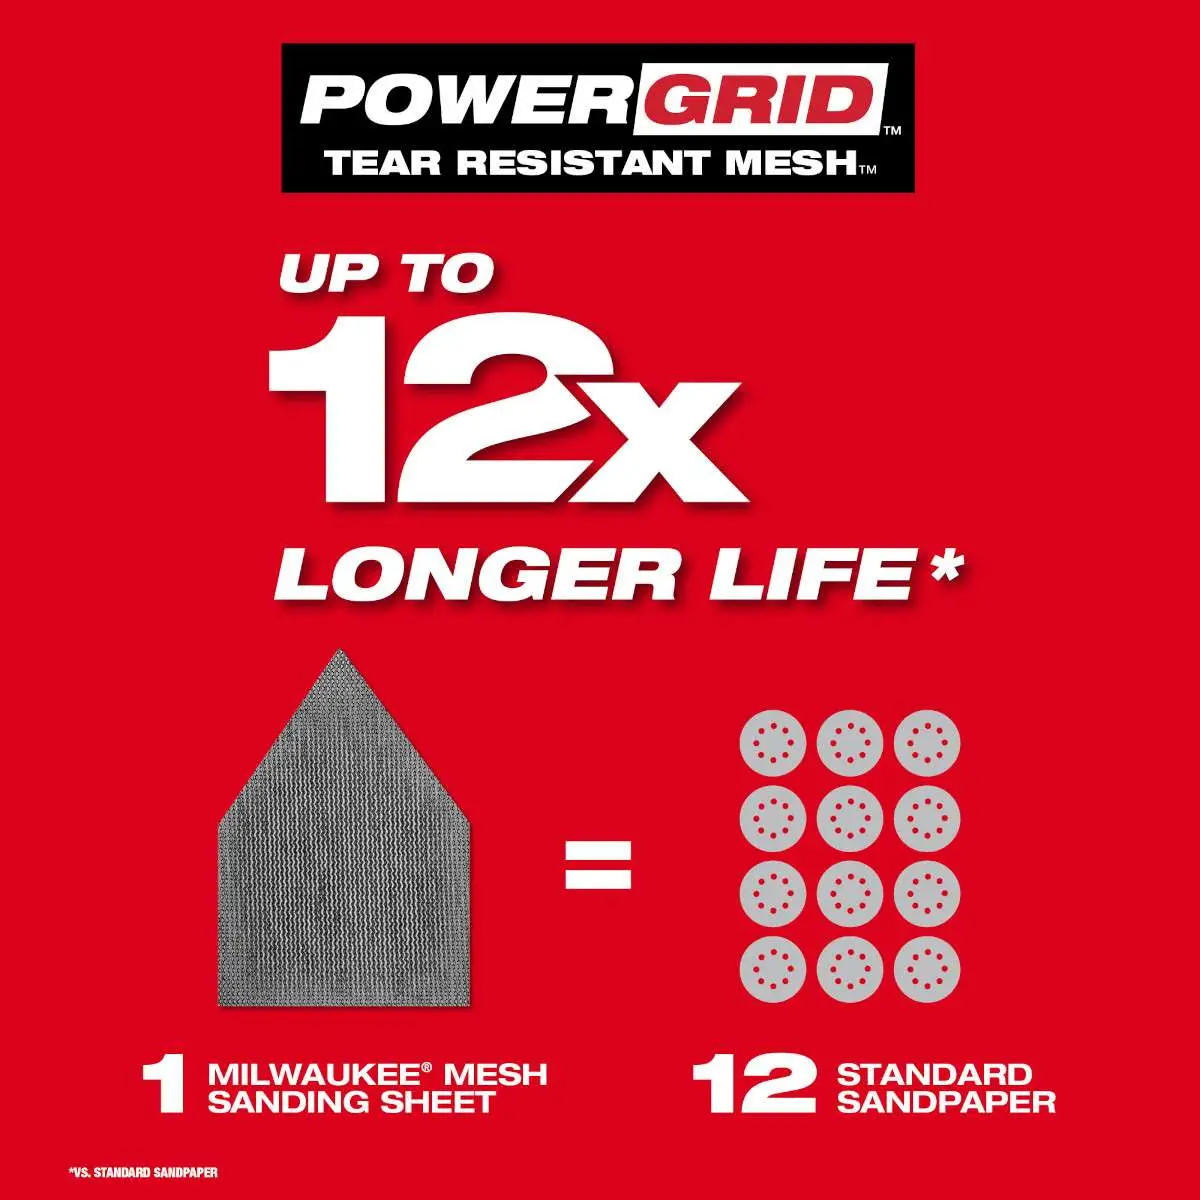 POWERGRID™
TEAR RESISTANT MESH™
UP TO
12x
LONGER LIFE*
1 MILWAUKEE® MESH
SANDING SHEET
=
12 STANDARD
SANDPAPER
*VS. STANDARD SANDPAPER